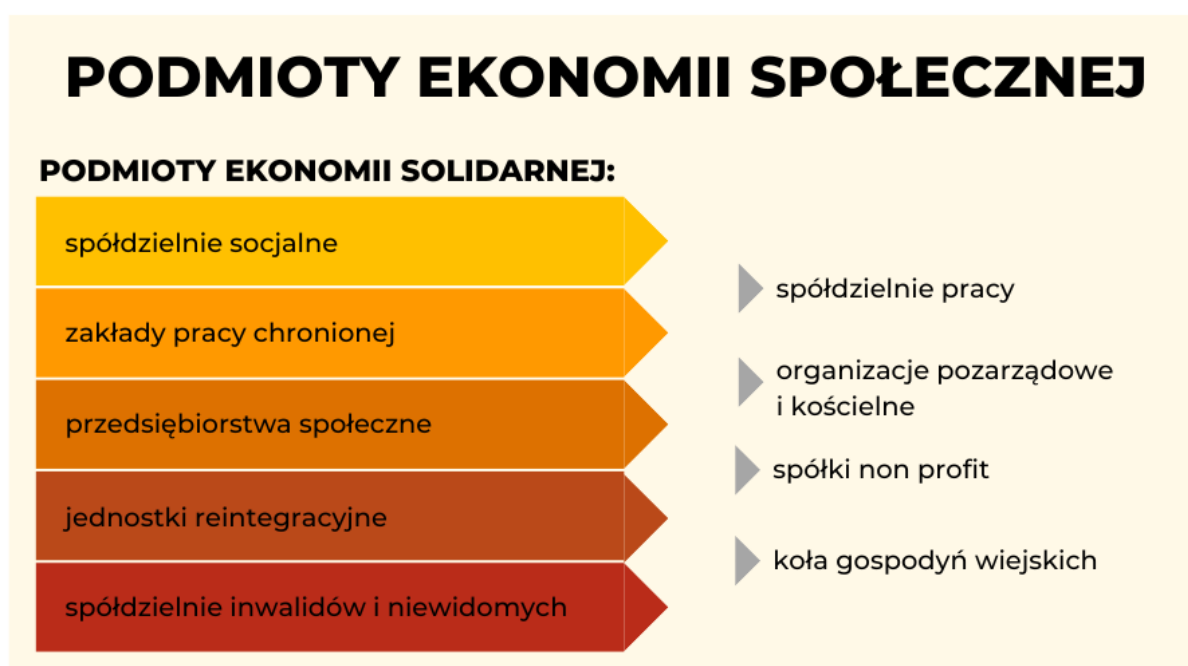 PODMIOTY EKONOMII SPOŁECZNEJ
PODMIOTY EKONOMII SOLIDARNEJ:
spółdzielnie socjalne
zakłady pracy chronionej
przedsiębiorstwa społeczne
jednostki reintegracyjne
spółdzielnie inwalidów i niewidomych
spółdzielnie pracy
organizacje pozarządowe
i kościelne
spółki non profit
koła gospodyń wiejskich